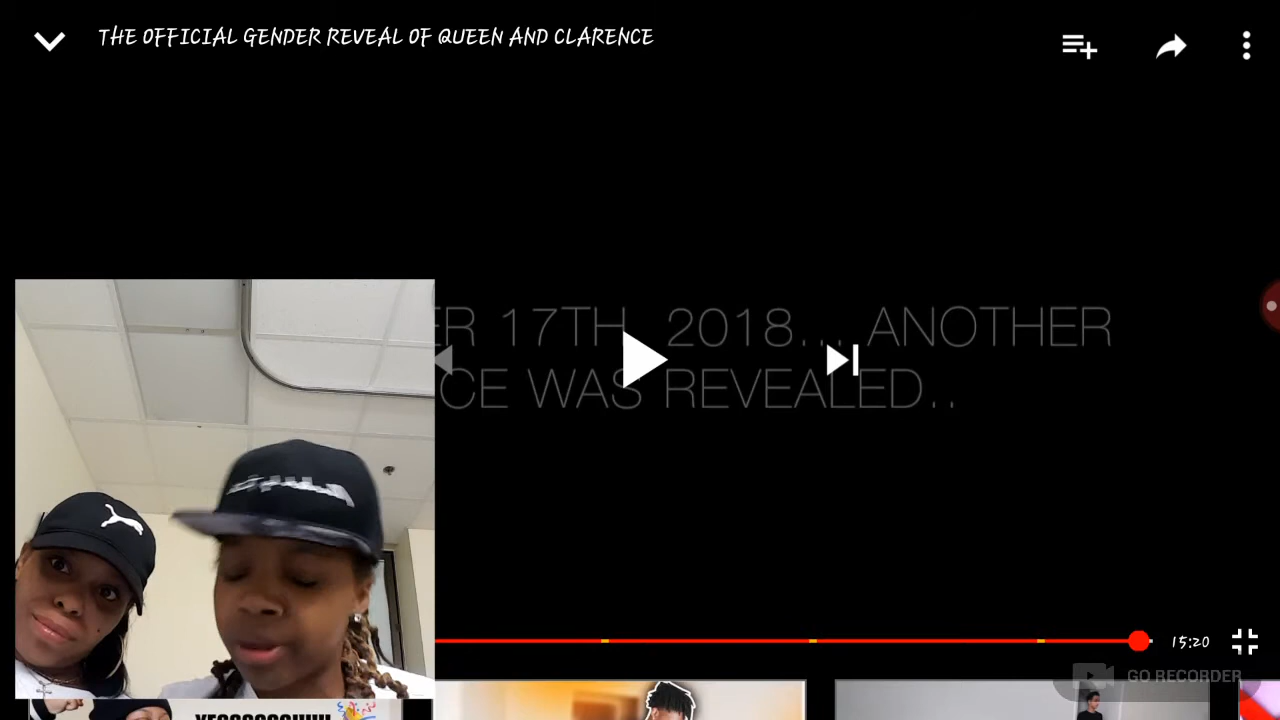 THE OFFICIAL GENDER REVEAL OF QUEEN AND CLARENCE
ER 17TH, 2018... ANOTHER
CE WAS REVEALED..
15:20
GO RECORDER